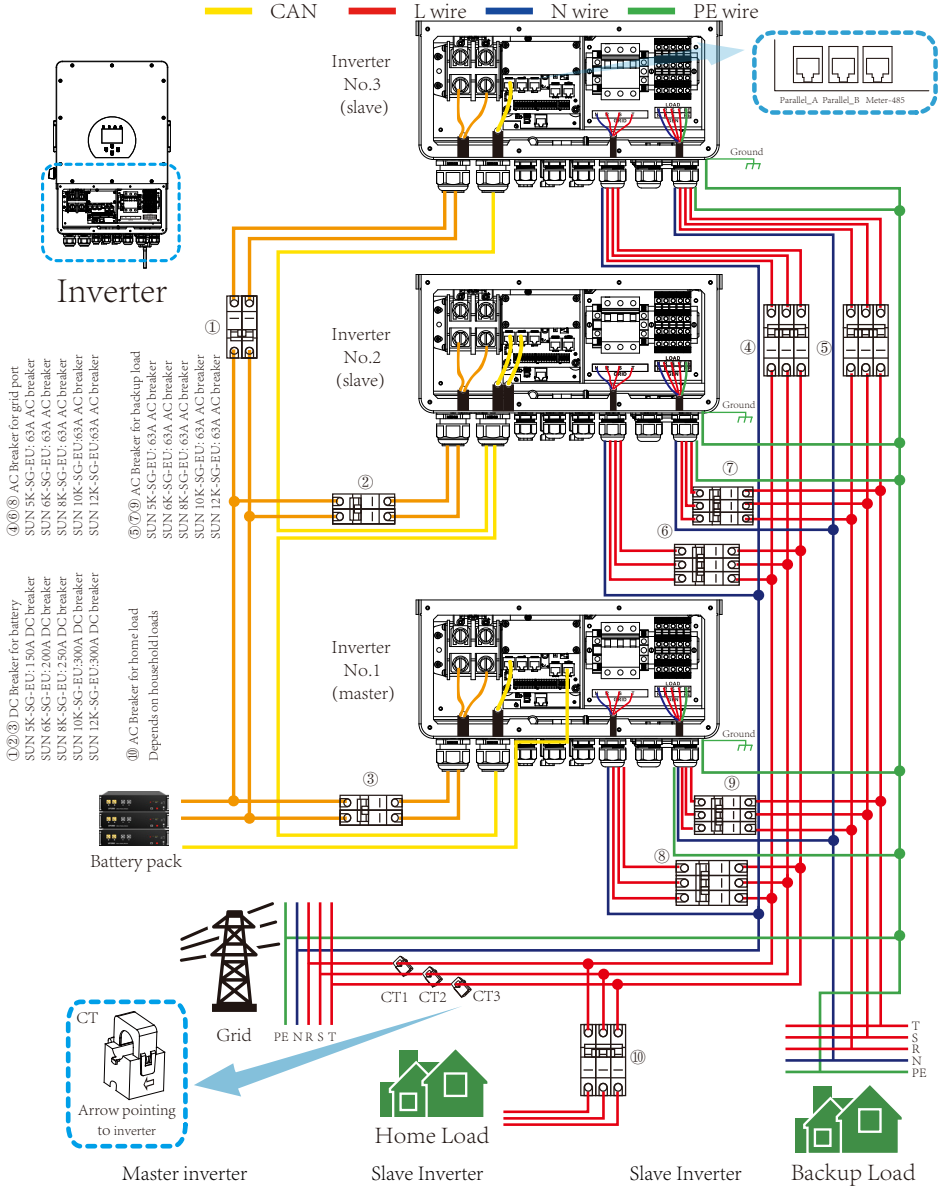 CAN
L wire
N wire
PE wire
Inverter
No.3
(slave)
Parallel_A
Parallel_B
Meter-485
LOAD
GRID
GEN
Ground
Inverter
①
Inverter
No.2
(slave)
LOAD
GRID
GEN
Ground
④
⑤
②
⑦
⑥
④⑥⑧ AC Breaker for grid port
SUN 5K-SG-EU: 63A AC breaker
SUN 6K-SG-EU: 63A AC breaker
SUN 8K-SG-EU: 63A AC breaker
SUN 10K-SG-EU:63A AC breaker
SUN 12K-SG-EU:63A AC breaker
⑤⑦⑨ AC Breaker for backup load
SUN 5K-SG-EU: 63A AC breaker
SUN 6K-SG-EU: 63A AC breaker
SUN 8K-SG-EU: 63A AC breaker
SUN 10K-SG-EU: 63A AC breaker
SUN 12K-SG-EU: 63A AC breaker
①②③ DC Breaker for battery
SUN 5K-SG-EU:150A DC breaker
SUN 6K-SG-EU:200A DC breaker
SUN 8K-SG-EU:250A DC breaker
SUN 10K-SG-EU:300A DC breaker
SUN 12K-SG-EU:300A DC breaker
⑩ AC Breaker for home load
Depends on household loads
Inverter
No.1
(master)
LOAD
GRID
GEN
Ground
③
⑨
⑧
Battery pack
CT1
CT2
CT3
Grid
PE N R S T
CT
Arrow pointing
to inverter
⑩
Home Load
T
S
R
N
PE
Backup Load
Master inverter
Slave Inverter
Slave Inverter